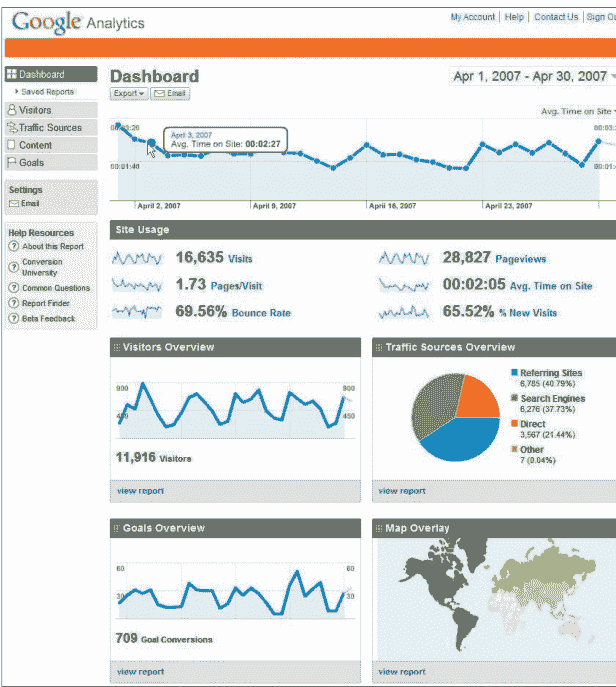 Google Analytics
My Account | Help | Contact Us | Sign Ou
Dashboard
Saved Reports
Visitors
Traffic Sources
Content
Goals
Settings
Email
Help Resources
About this Report
Conversion
University
Common Questions
Report Finder
Beta Feedback
Dashboard
Apr 1, 2007 - Apr 30, 2007
Export Email
Avg. Time on Site
April 3, 2007
Avg. Time on Site: 00:02:27
00:01:40
April 2, 2007 April 9, 2007 April 16, 2007 April 23, 2007
Site Usage
16,635 Visits
28,827 Pageviews
1.73 Pages/Visit
00:02:05 Avg. Time on Site
69.56% Bounce Rate
65.52% % New Visits
Visitors Overview
900 900
450 450
11,916 Visitors
view report
Traffic Sources Overview
Referring Sites
6,785 (40.79%)
Search Engines
6,276 (37.73%)
Direct
3,567 (21.44%)
Other
7 (0.04%)
view report
Goals Overview
60 60
30 30
709 Goal Conversions
view report
Map Overlay
view report